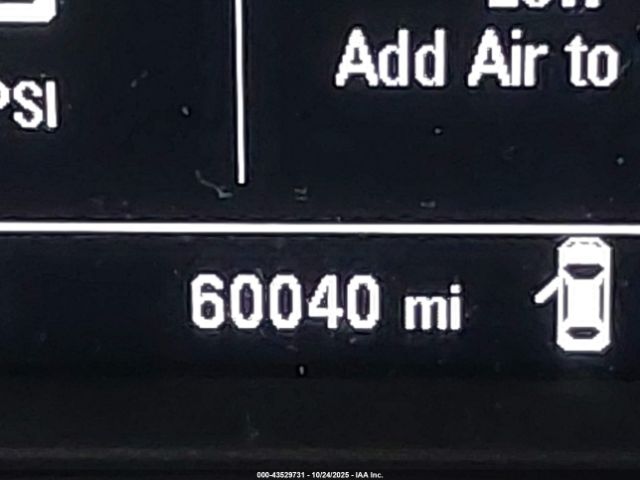 Add Air to
PSI
60040 mi
000-43529731 - 10/24/2025 - IAA Inc.